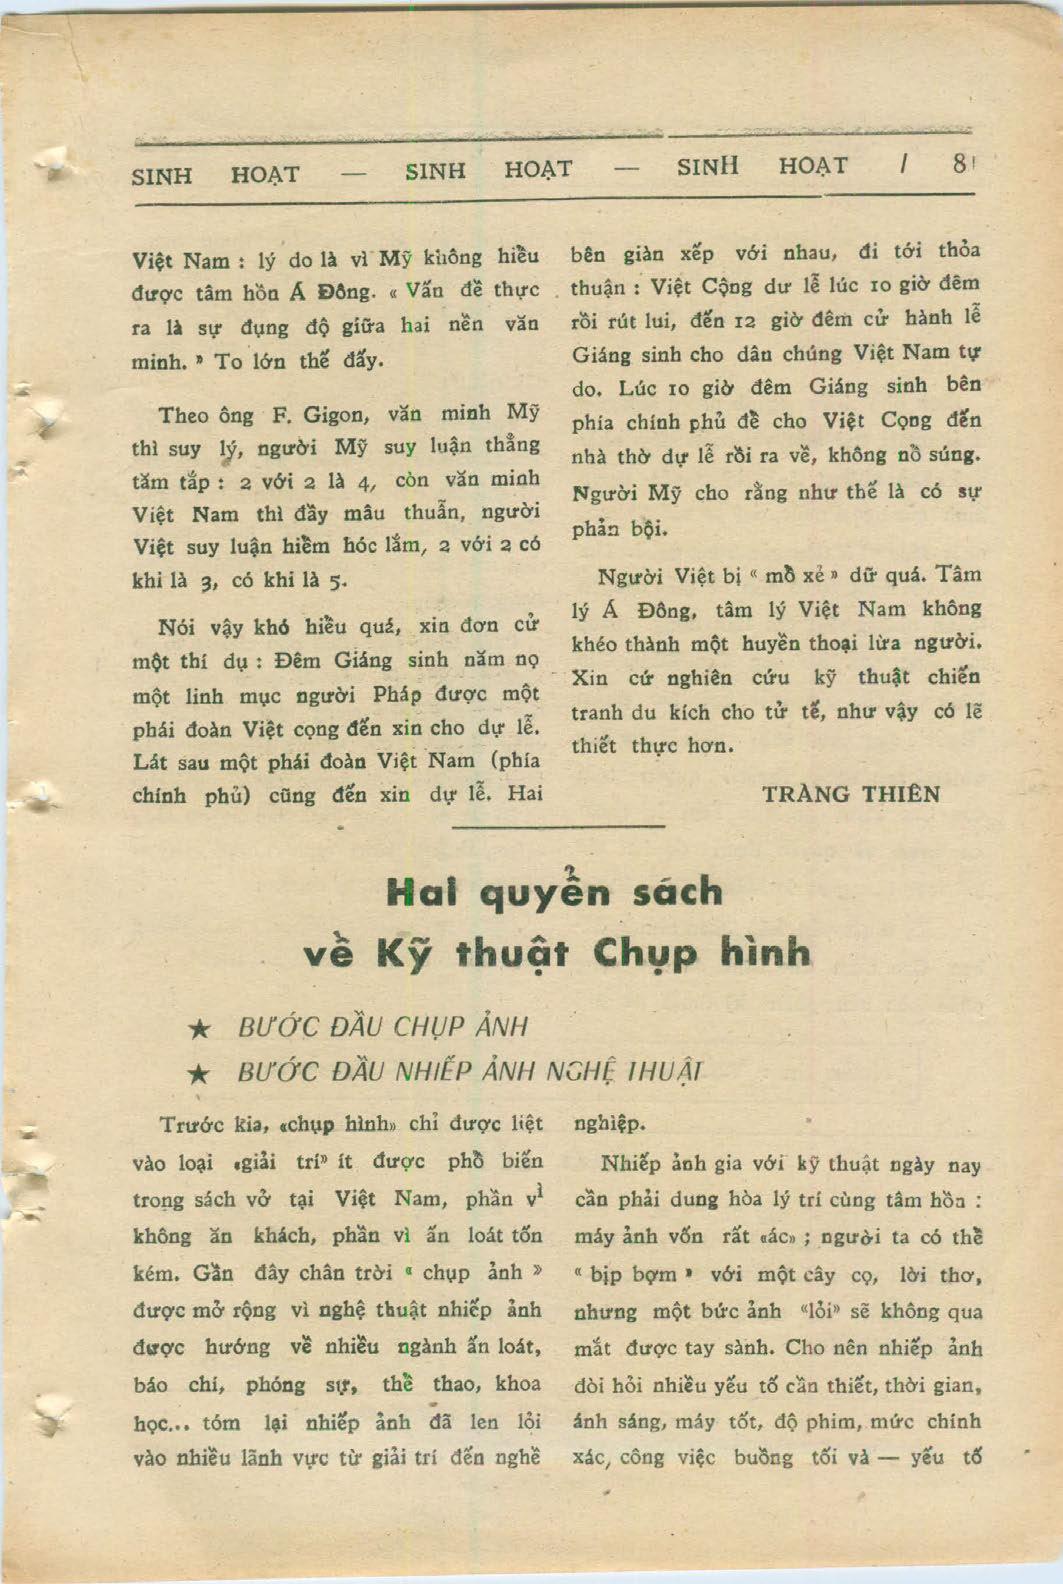 SINH HOẠT — SINH HOẠT — SINH HOẠT / 81
Việt Nam : lý do là vì Mỹ không hiểu
được tâm hồn Á Đông. « Vấn đề thực
ra là sự đụng độ giữa hai nền văn
minh. » To lớn thế đấy.
Theo ông F. Gigon, văn minh Mỹ
thì suy lý, người Mỹ suy luận thẳng
tăm tắp : 2 với 2 là 4, còn văn minh
Việt Nam thì đầy mâu thuẫn, người
Việt suy luận hiểm hóc lắm, 2 với 2 có
khi là 3, có khi là 5.
Nói vậy khó hiểu quá, xin đơn cử
một thí dụ : Đêm Giáng sinh năm nọ
một linh mục người Pháp được một
phái đoàn Việt cọng đến xin cho dự lễ.
Lát sau một phái đoàn Việt Nam (phía
chính phủ) cũng đến xin dự lễ. Hai
bên giàn xếp với nhau, đi tới thỏa
thuận : Việt Cộng dư lễ lúc 10 giờ đêm
rồi rút lui, đến 12 giờ đêm cử hành lễ
Giáng sinh cho dân chúng Việt Nam tự
do. Lúc 10 giờ đêm Giáng sinh bên
phía chính phủ để cho Việt Cọng đến
nhà thờ dự lễ rồi ra về, không nổ súng.
Người Mỹ cho rằng như thế là có sự
phản bội.
Người Việt bị « mổ xẻ » dữ quá. Tâm
lý Á Đông, tâm lý Việt Nam không
khéo thành một huyền thoại lừa người.
Xin cứ nghiên cứu kỹ thuật chiến
tranh du kích cho tử tế, như vậy có lẽ
thiết thực hơn.
TRÀNG THIÊN
Hai quyển sách
về Kỹ thuật Chụp hình
★ BƯỚC ĐẦU CHỤP ẢNH
★ BƯỚC ĐẦU NHIẾP ẢNH NGHỆ THUẬT
Trước kia, «chụp hình» chỉ được liệt
vào loại «giải trí» ít được phổ biến
trong sách vở tại Việt Nam, phần vì
không ăn khách, phần vì ấn loát tốn
kém. Gần đây chân trời « chụp ảnh »
được mở rộng vì nghệ thuật nhiếp ảnh
được hướng về nhiều ngành ấn loát,
báo chí, phóng sự, thể thao, khoa
học... tóm lại nhiếp ảnh đã len lỏi
vào nhiều lãnh vực từ giải trí đến nghề
nghiệp.
Nhiếp ảnh gia với kỹ thuật ngày nay
cần phải dung hòa lý trí cùng tâm hồn :
máy ảnh vốn rất «ác» ; người ta có thể
« bịp bợm » với một cây cọ, lời thơ,
nhưng một bức ảnh «lỏi» sẽ không qua
mắt được tay sành. Cho nên nhiếp ảnh
đòi hỏi nhiều yếu tố cần thiết, thời gian,
ánh sáng, máy tốt, độ phim, mức chính
xác, công việc buồng tối và — yếu tố